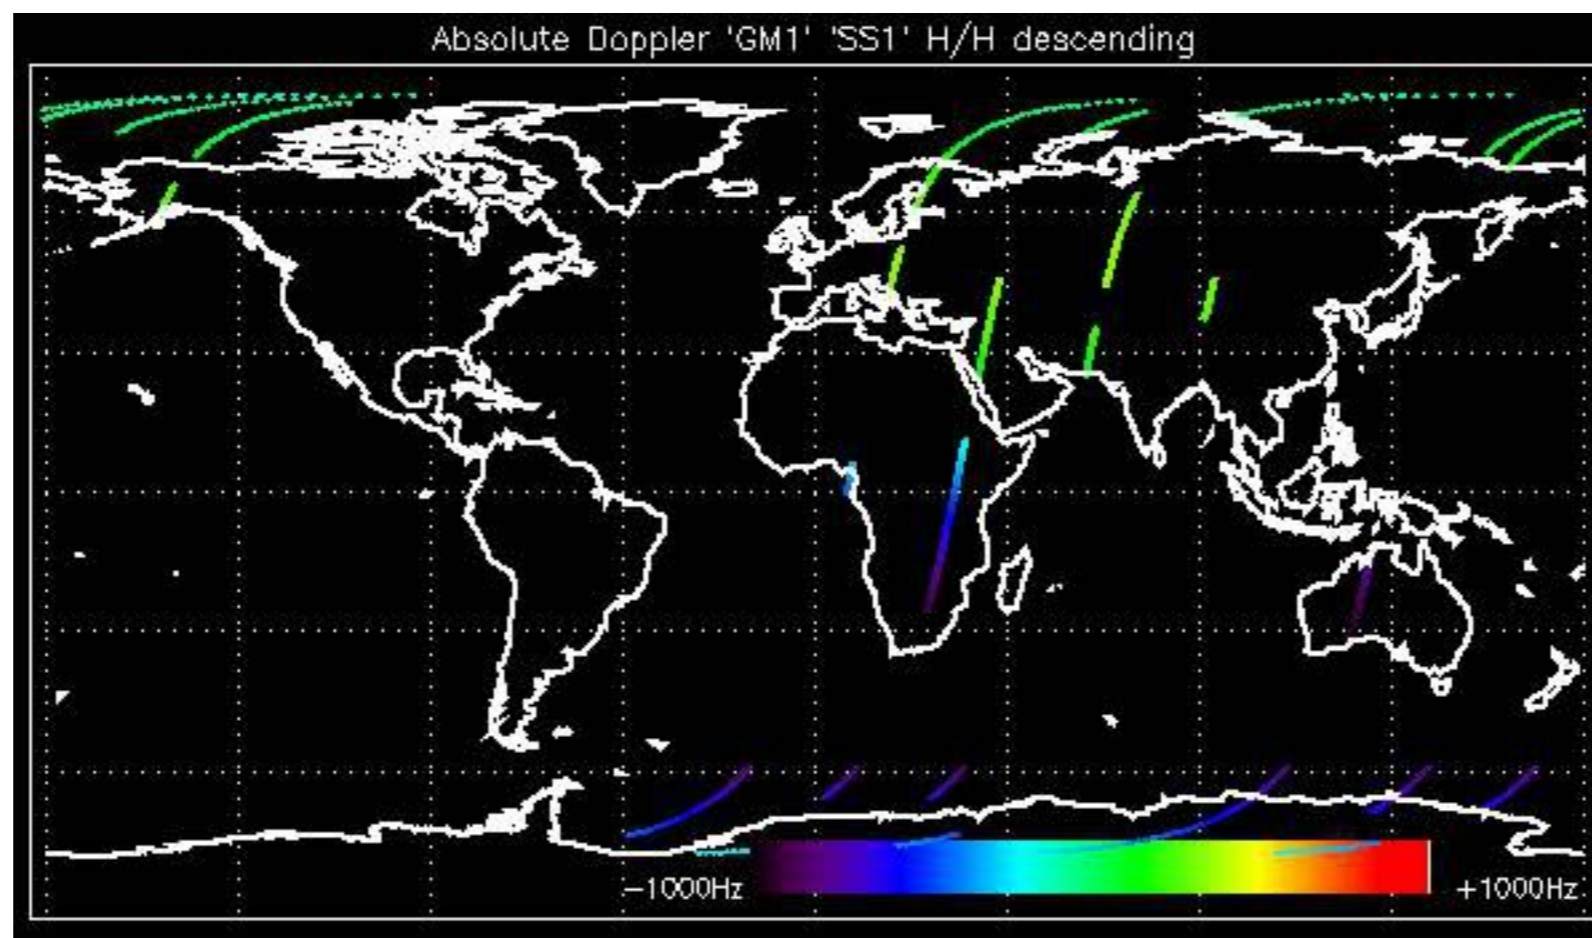 Absolute Doppler 'GM1' 'SS1' H/H descending
-1000Hz +1000Hz